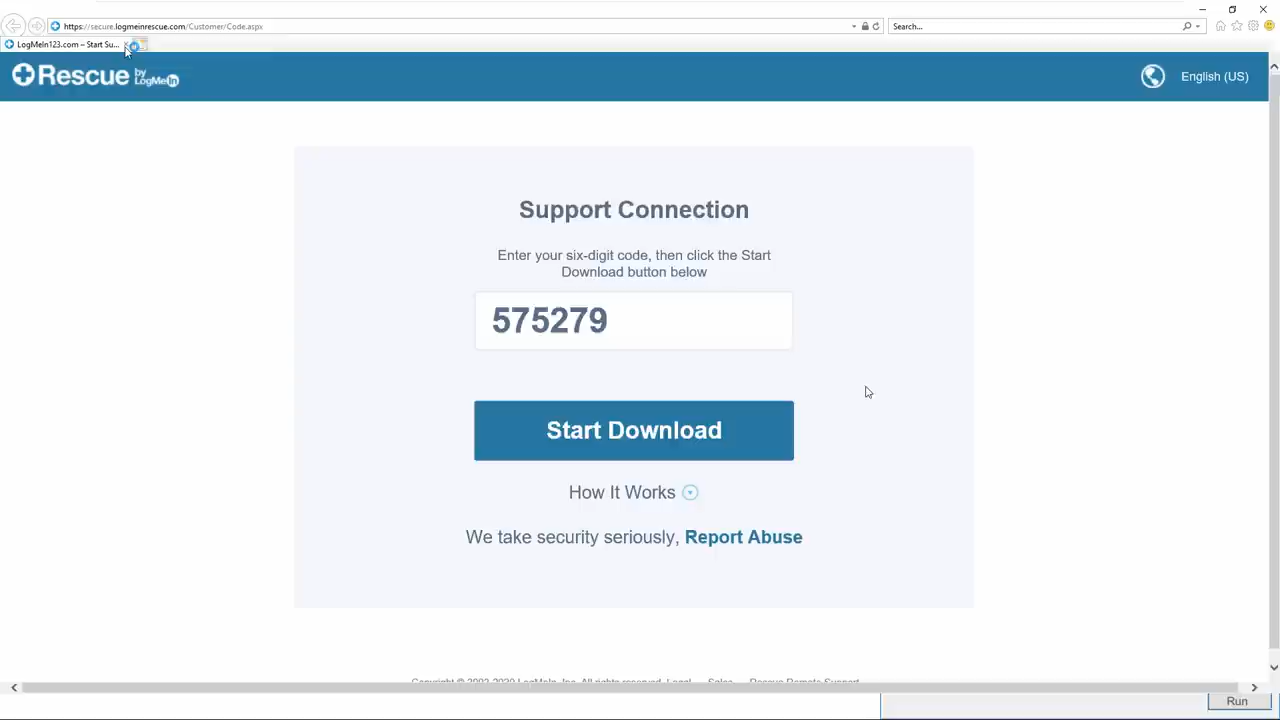 https://secure.logmeinrescue.com/Customer/Code.aspx
Search...
LogMeIn123.com – Start Su...
Rescue by LogMeIn
English (US)
Support Connection
Enter your six-digit code, then click the Start
Download button below
575279
Start Download
How It Works
We take security seriously, Report Abuse
Run